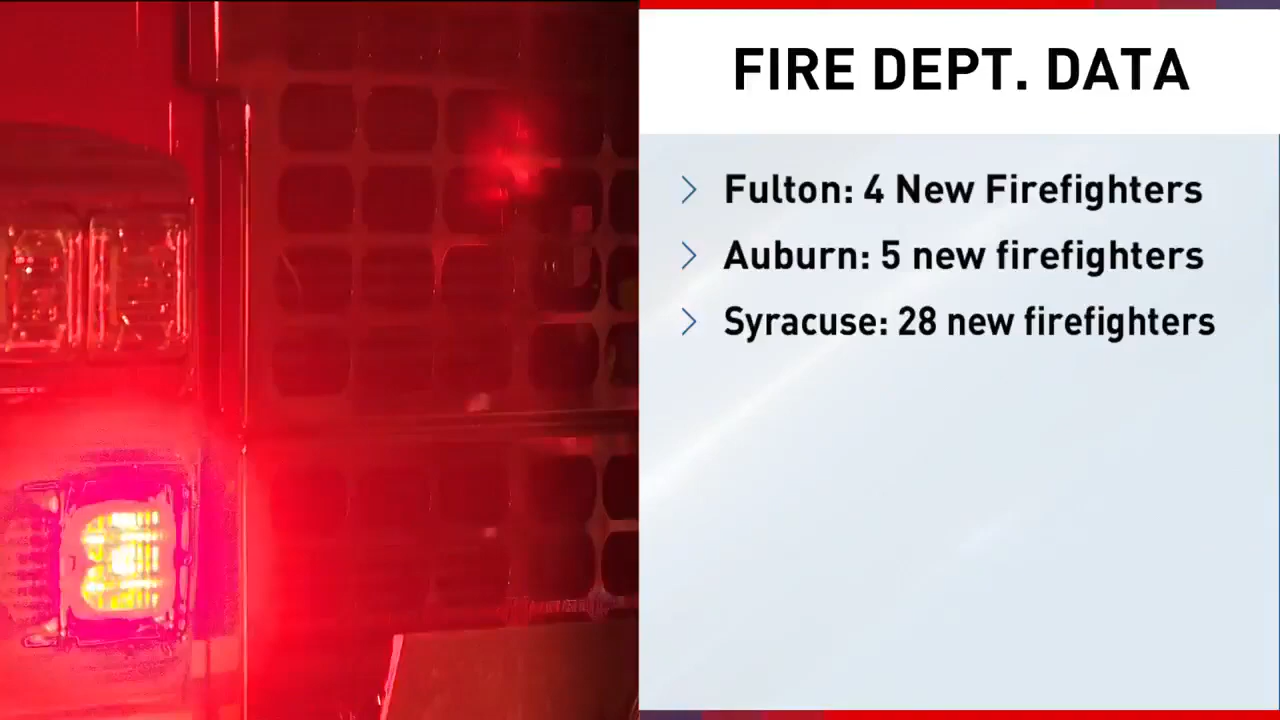 FIRE DEPT. DATA
Fulton: 4 New Firefighters
Auburn: 5 new firefighters
Syracuse: 28 new firefighters